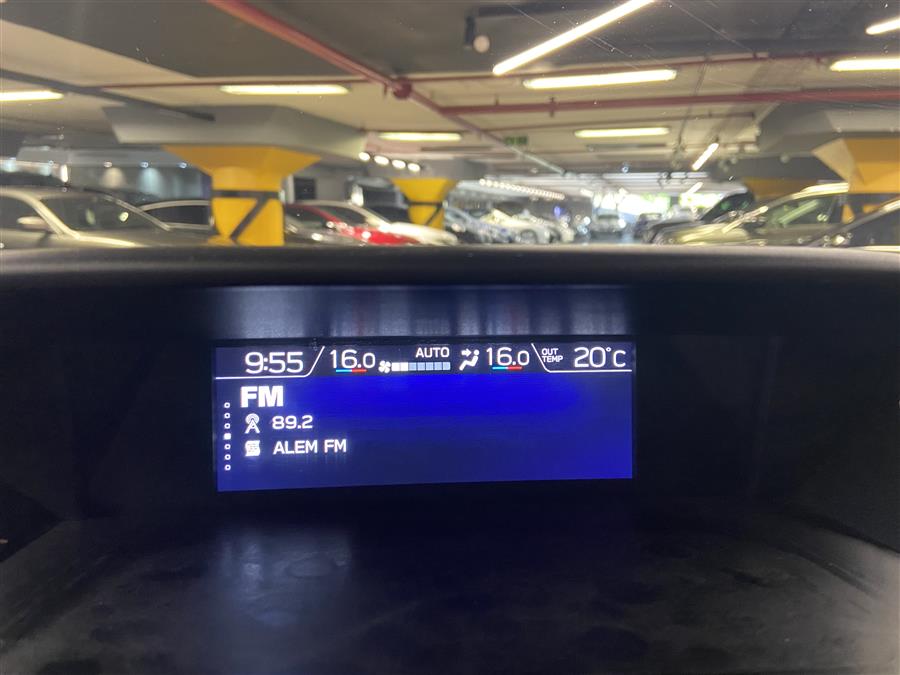 9:55 16.0 AUTO 16.0 OUT TEMP 20°C
FM
89.2
ALEM FM